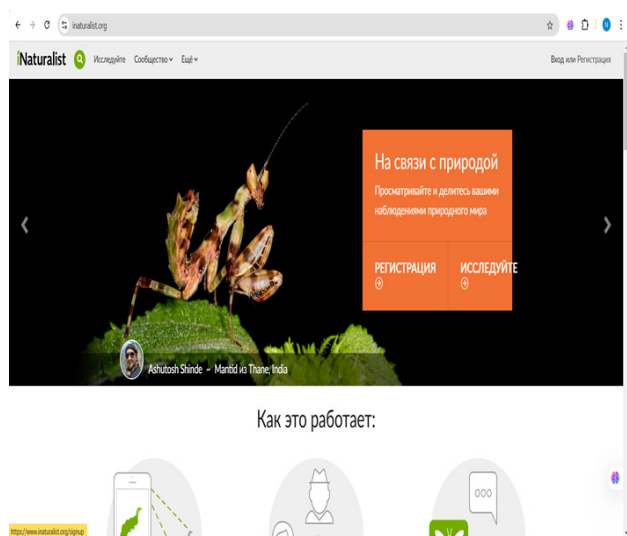 inaturalist.org
iNaturalist Исследуйте Сообщество Ещё Вход или Регистрация
На связи с природой
Просматривайте и делитесь вашими
наблюдениями природного мира
РЕГИСТРАЦИЯ ИССЛЕДУЙТЕ
Ashutosh Shinde ~ Mantid из Thane, India
Как это работает:
https://www.inaturalist.org/signup